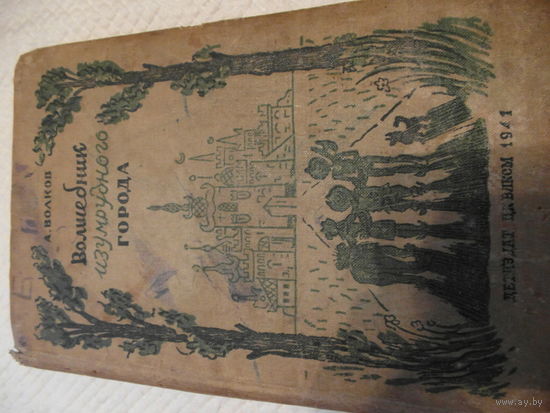 А. ВОЛКОВ
Волшебник
изумрудного
ГОРОДА
ДЕТИЗДАТ ЦК ВЛКСМ 1941
www.ay.by